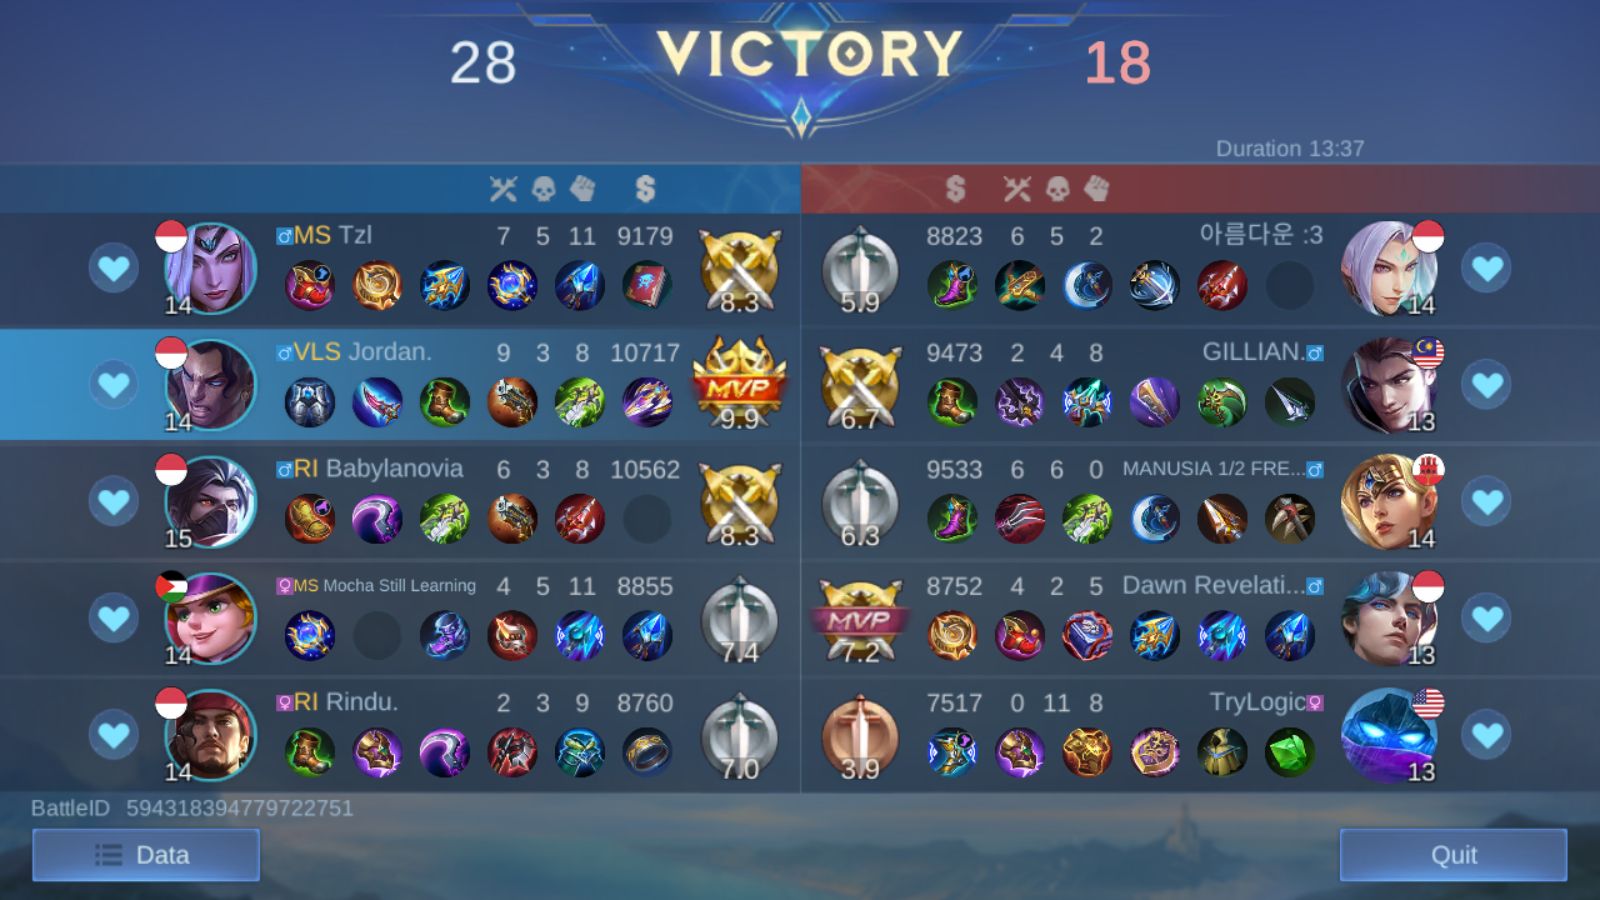 28 VICTORY 18
Duration 13:37
MS Tzl 7 5 11 9179 8.3 14
5.9 8823 6 5 2 아름다운 :3 14
VLS Jordan. 9 3 8 10717 MVP 9.9 14
6.7 9473 2 4 8 GILLIAN. 13
RI Babylanovia 6 3 8 10562 8.3 15
6.3 9533 6 6 0 MANUSIA 1/2 FRE... 14
MS Mocha Still Learning 4 5 11 8855 7.4 14
MVP 7.2 8752 4 2 5 Dawn Revelati... 13
RI Rindu. 2 3 9 8760 7.0 14
3.9 7517 0 11 8 TryLogic 13
BattleID 594318394779722751
Data
Quit